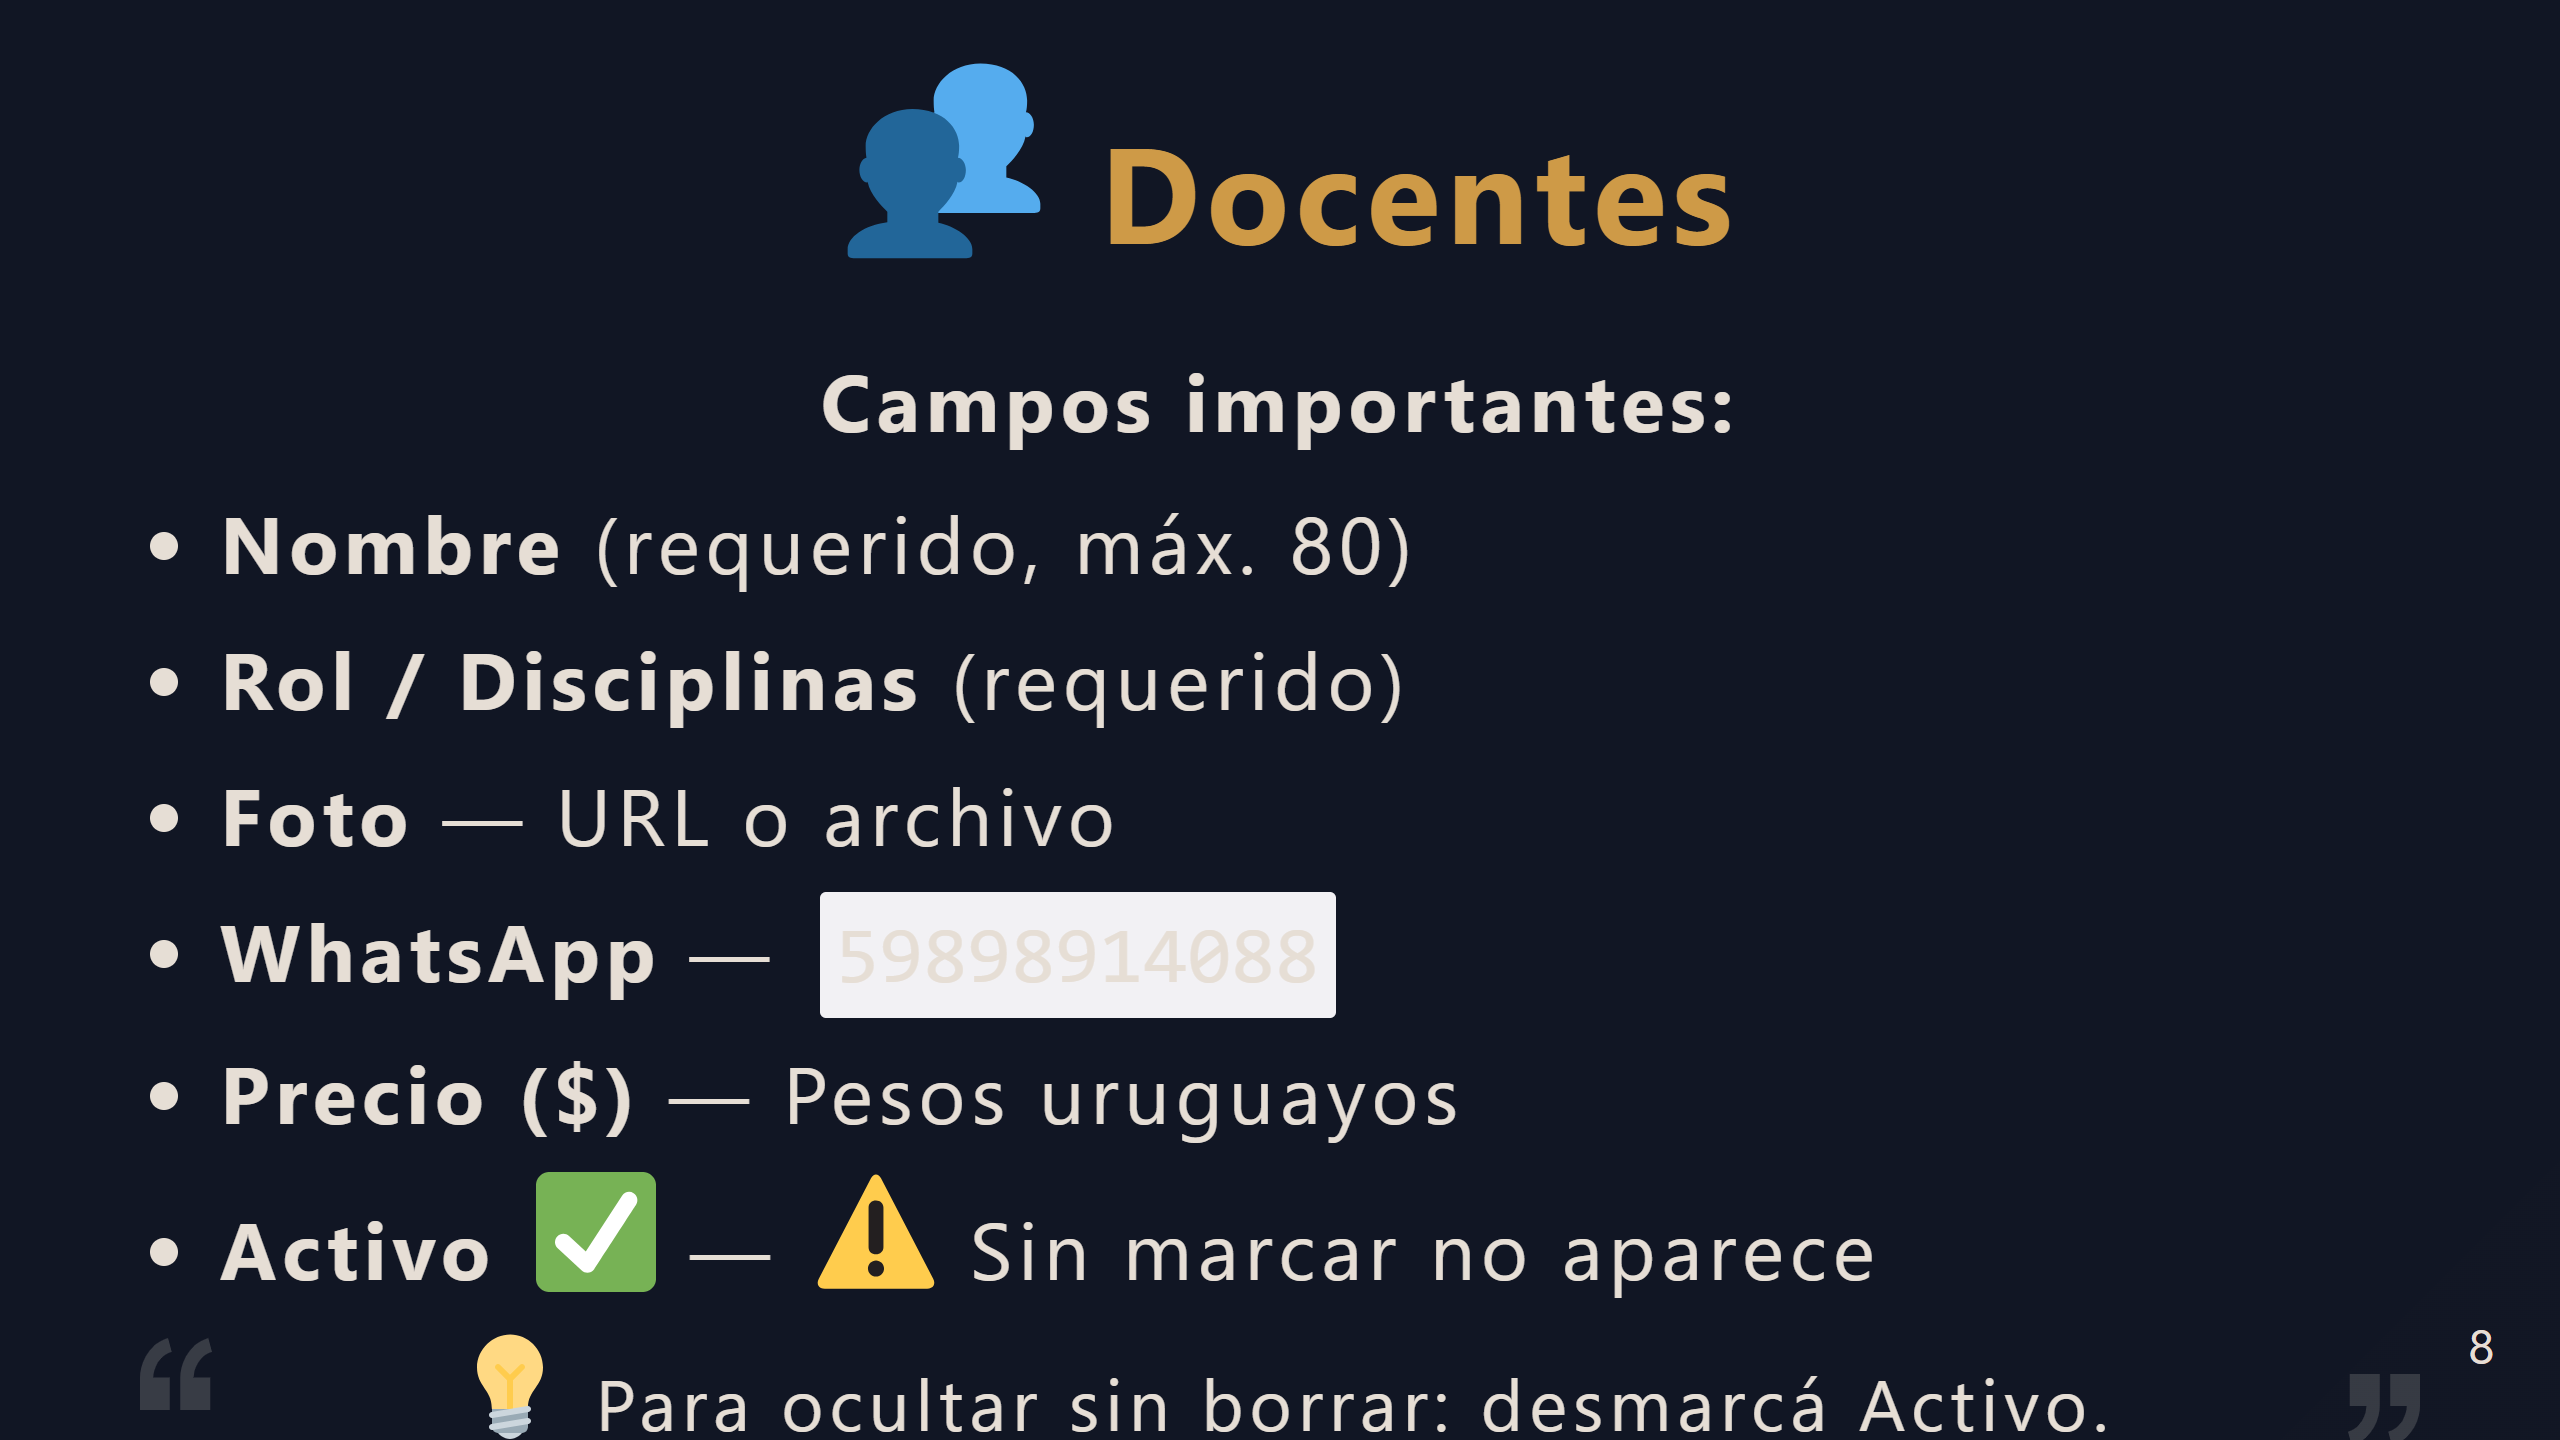 Docentes
Campos importantes:
• Nombre (requerido, máx. 80)
• Rol / Disciplinas (requerido)
• Foto — URL o archivo
• WhatsApp — 59898914088
• Precio ($) — Pesos uruguayos
• Activo ✅ — ⚠️ Sin marcar no aparece
“ 💡 Para ocultar sin borrar: desmarcá Activo. ”
8